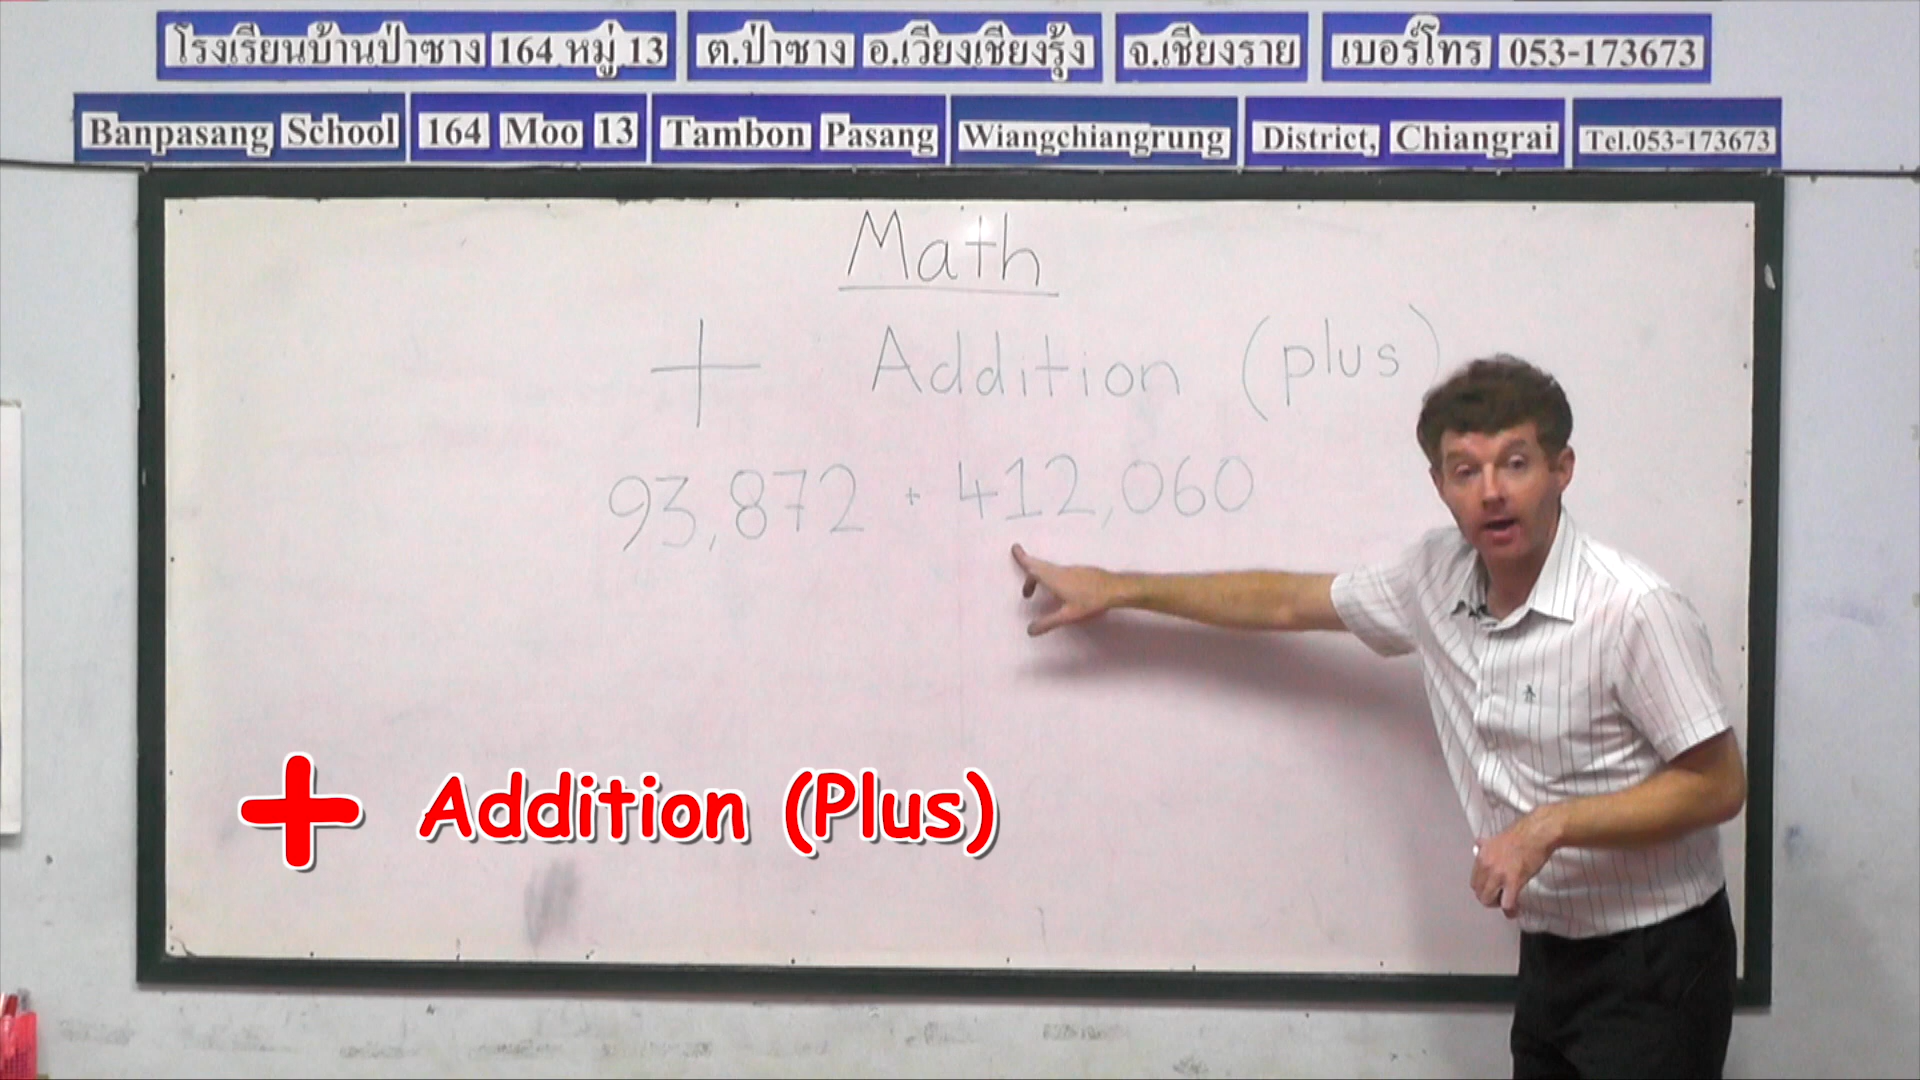 โรงเรียนบ้านป่าซาง 164 หมู่ 13 ต.ป่าซาง อ.เวียงเชียงรุ้ง จ.เชียงราย เบอร์โทร 053-173673
Banpasang School 164 Moo 13 Tambon Pasang Wiangchiangrung District, Chiangrai Tel.053-173673
Math
+ Addition (plus)
93,872 + 412,060
+ Addition (Plus)